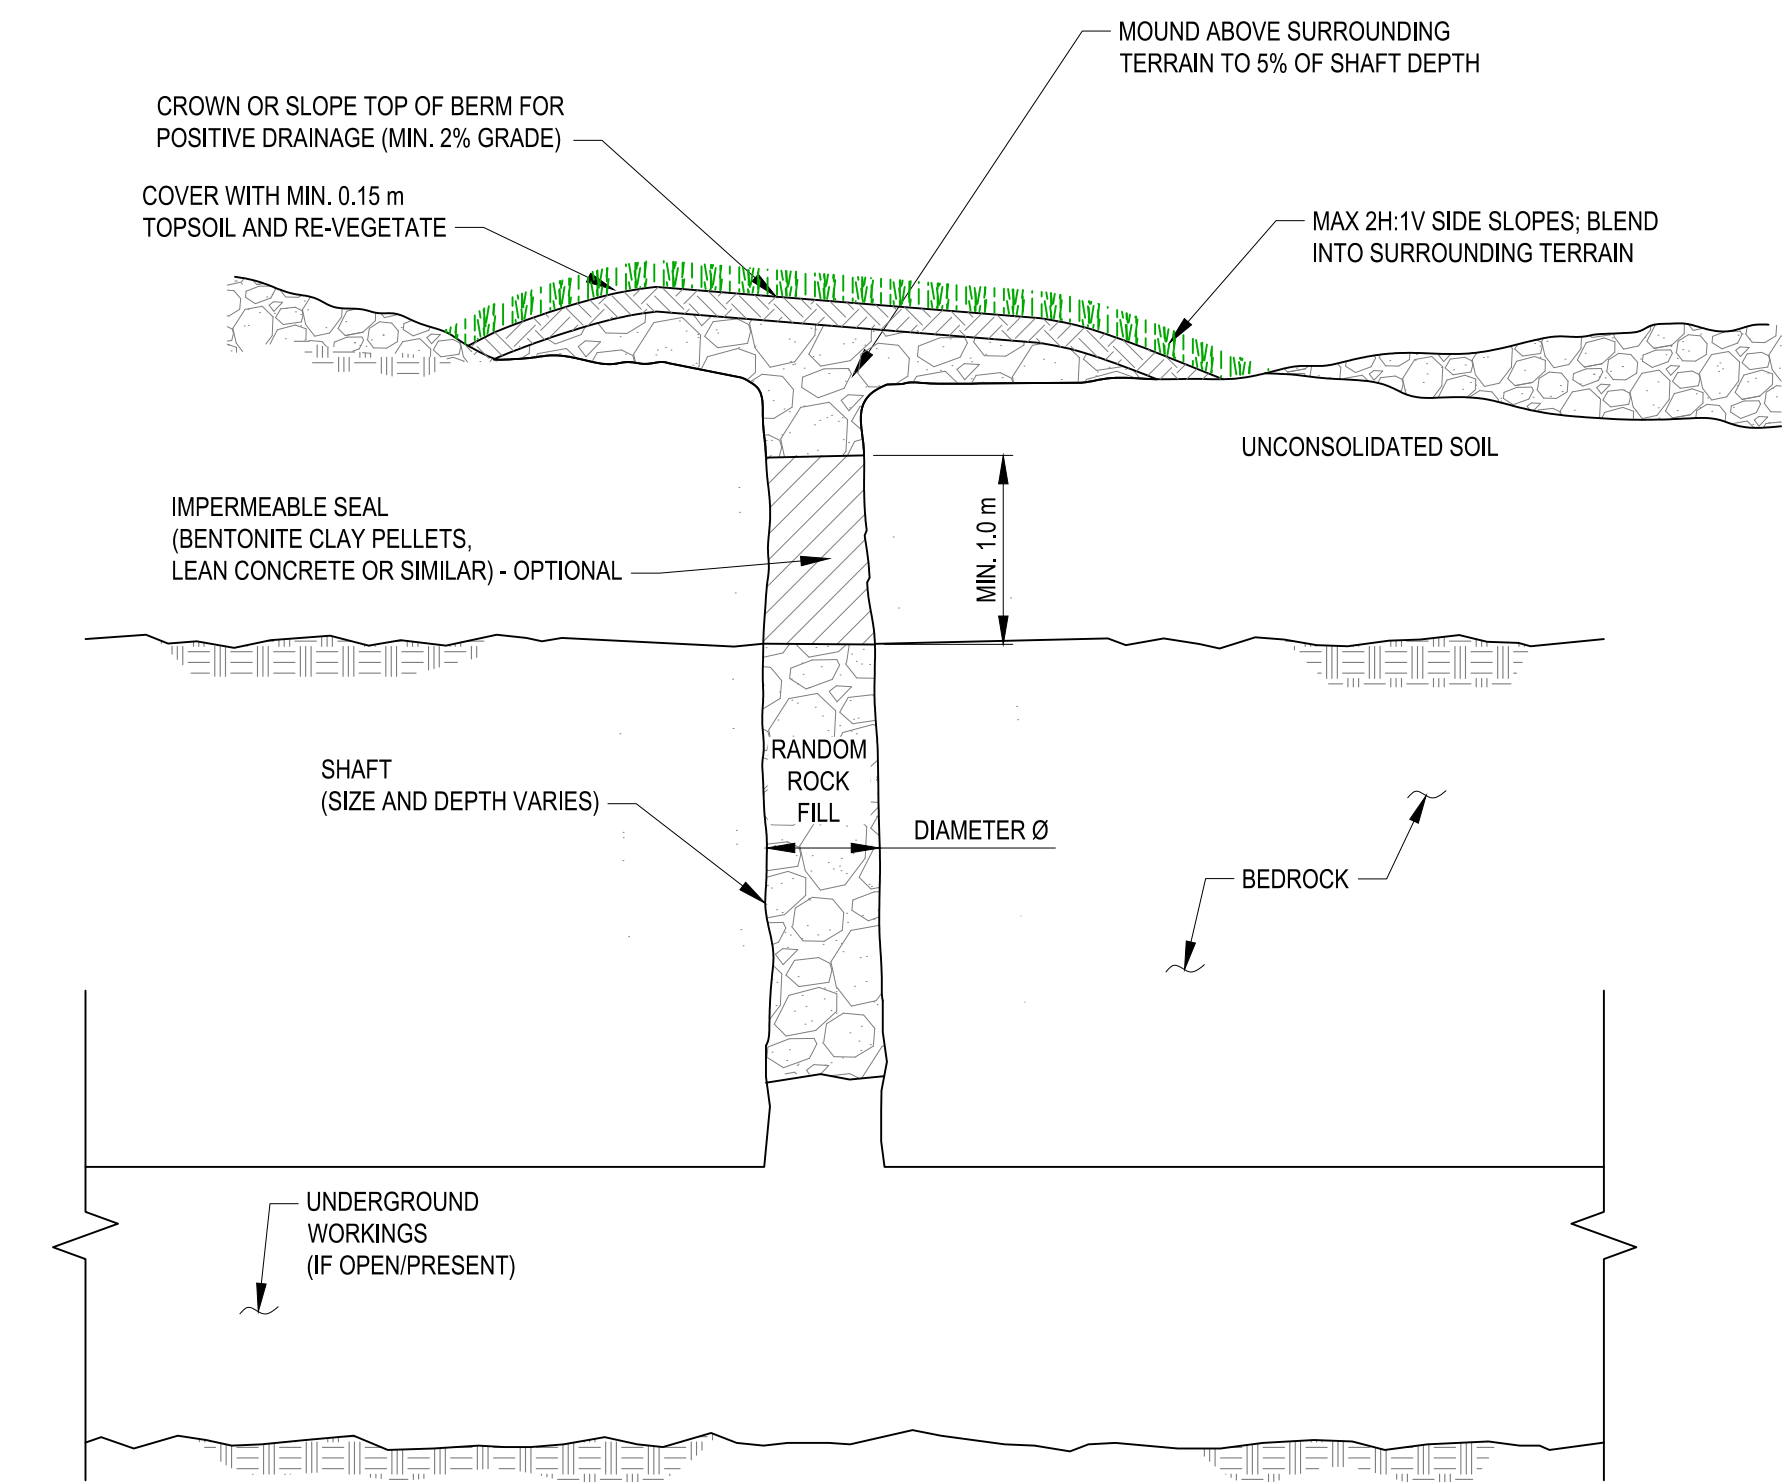 MOUND ABOVE SURROUNDING
TERRAIN TO 5% OF SHAFT DEPTH
CROWN OR SLOPE TOP OF BERM FOR
POSITIVE DRAINAGE (MIN. 2% GRADE)
COVER WITH MIN. 0.15 m
TOPSOIL AND RE-VEGETATE
MAX 2H:1V SIDE SLOPES; BLEND
INTO SURROUNDING TERRAIN
UNCONSOLIDATED SOIL
IMPERMEABLE SEAL
(BENTONITE CLAY PELLETS,
LEAN CONCRETE OR SIMILAR) - OPTIONAL
MIN. 1.0 m
RANDOM
ROCK
FILL
SHAFT
(SIZE AND DEPTH VARIES)
DIAMETER Ø
BEDROCK
UNDERGROUND
WORKINGS
(IF OPEN/PRESENT)